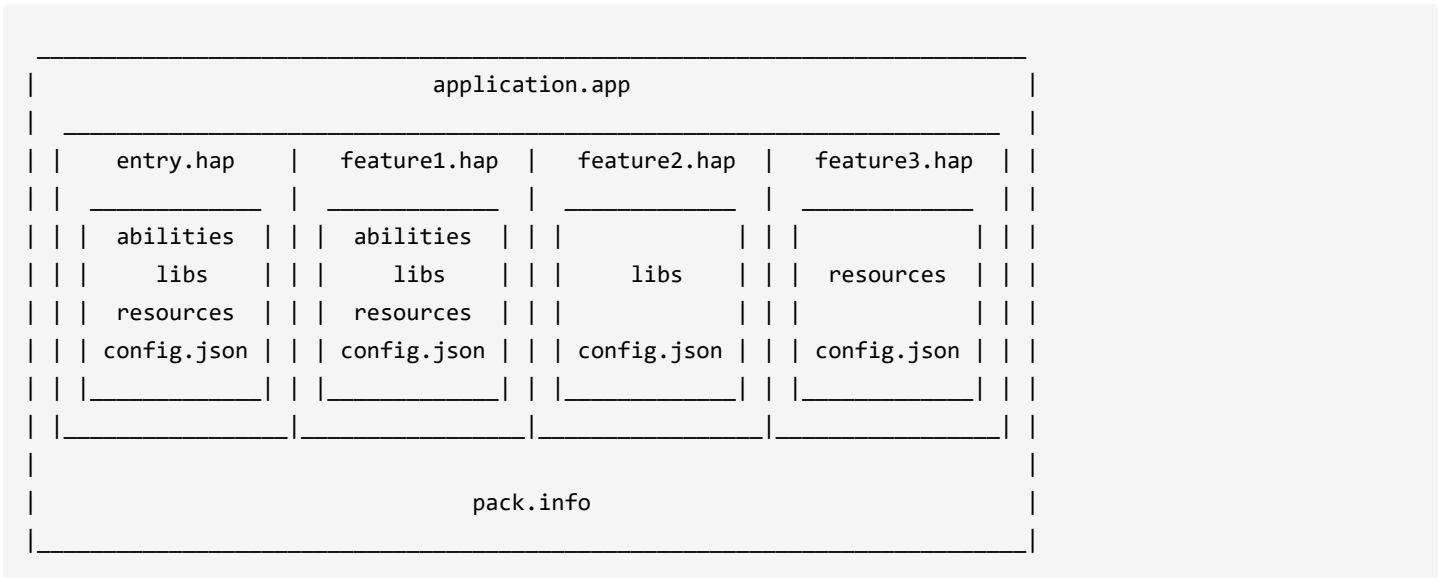 application.app
entry.hap | feature1.hap | feature2.hap | feature3.hap
abilities | abilities
libs | libs | libs | resources
resources | resources
config.json | config.json | config.json | config.json
pack.info